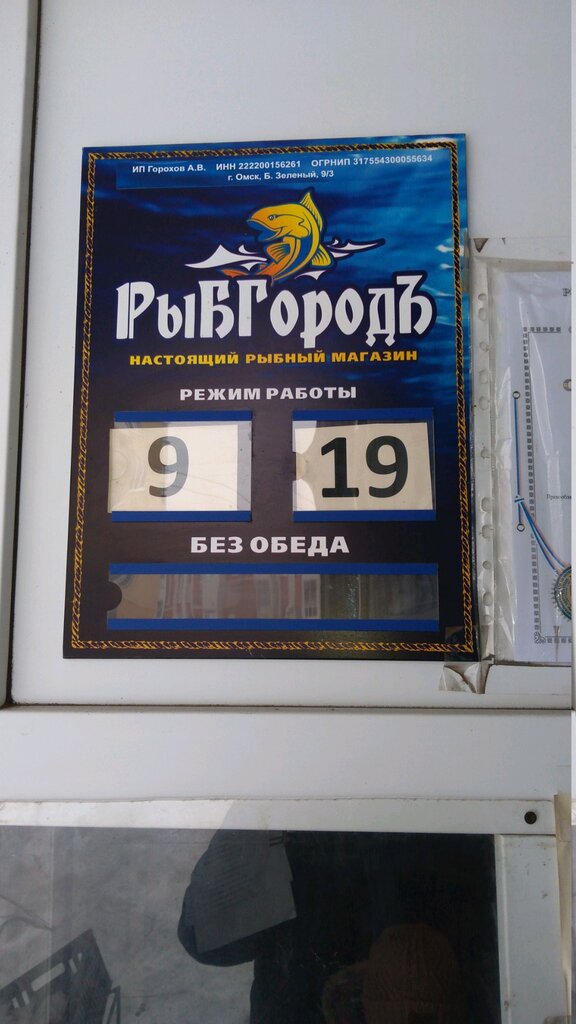 ИП Горохов А.В. ИНН 222200156261 ОГРНИП 317554300055634
г. Омск, Б. Зеленый, 9/3
РыбГородЪ
НАСТОЯЩИЙ РЫБНЫЙ МАГАЗИН
РЕЖИМ РАБОТЫ
9 19
БЕЗ ОБЕДА